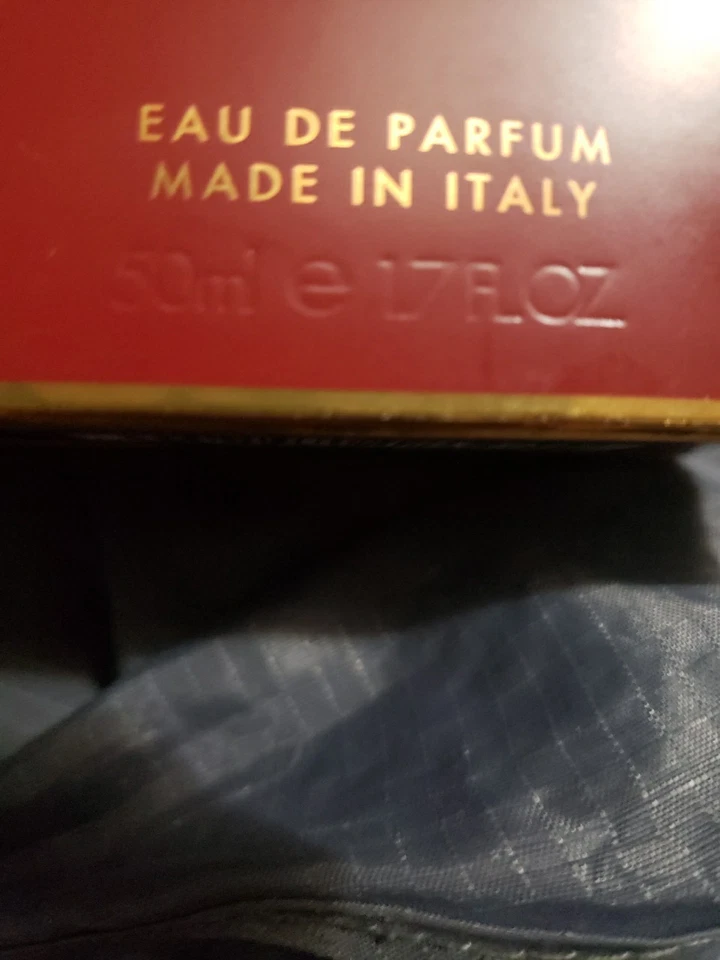 EAU DE PARFUM
MADE IN ITALY
50ml e 1.7 FL.OZ